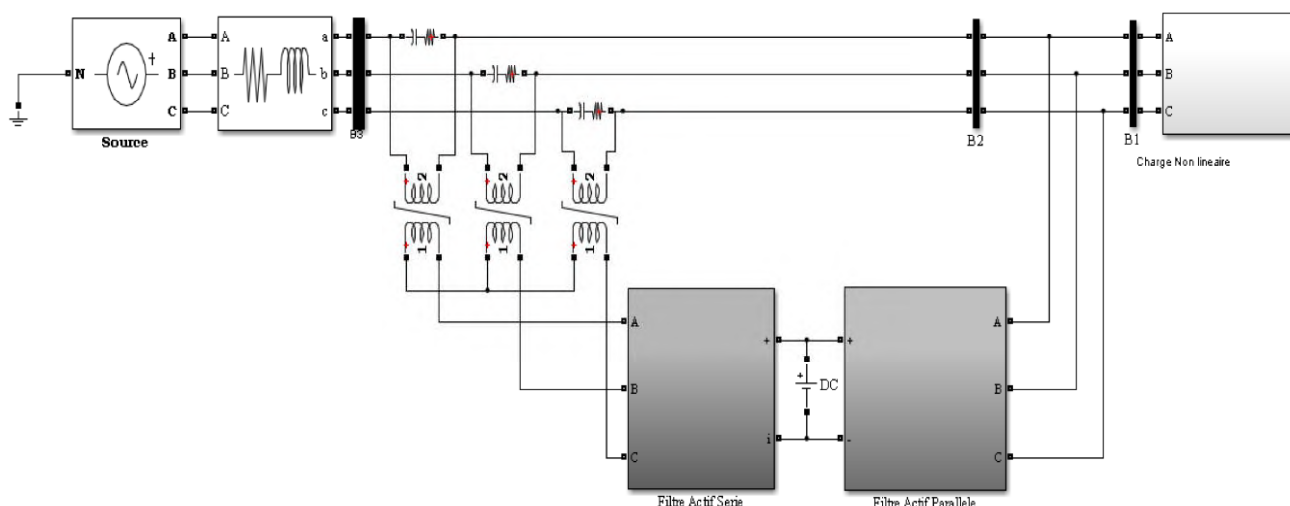 A A A a
N B B b
C C c
Source
B3
B2
B1
A
B
C
Charge Non lineaire
2 2 2
1 1 1
A
B
C
+
i
Filtre Actif Serie
+
DC
+
-
A
B
C
Filtre Actif Parallele